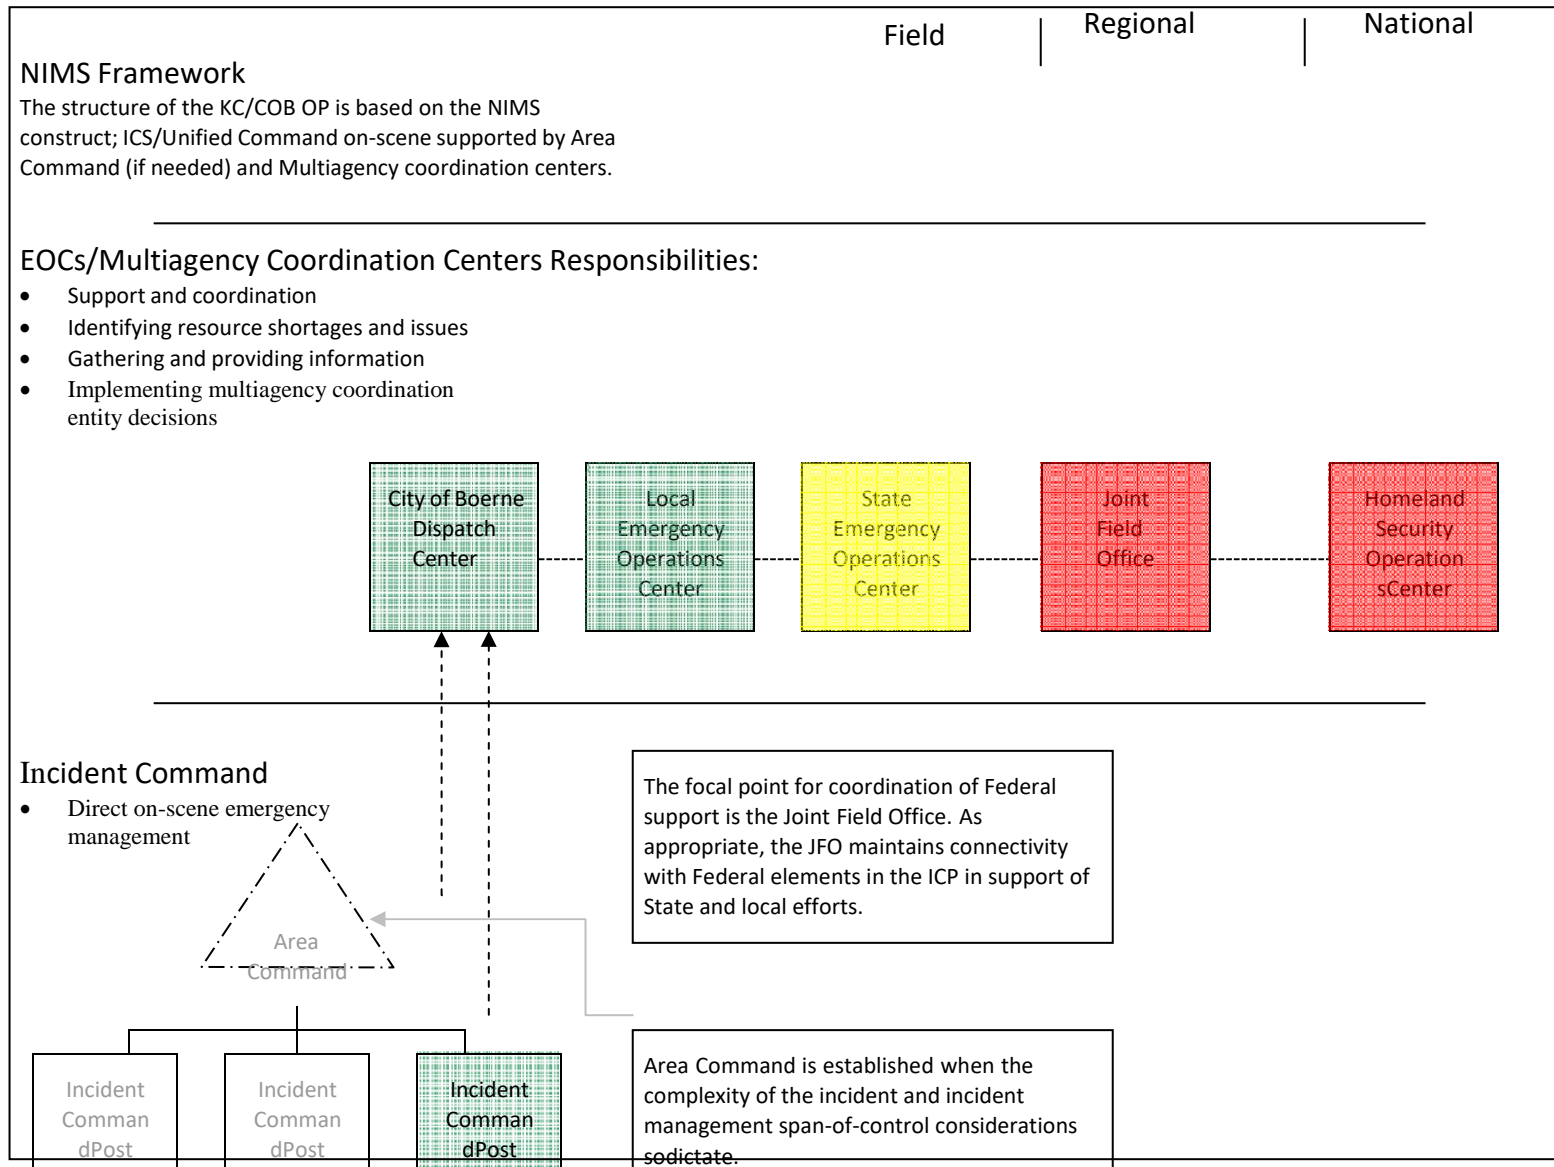 Field
Regional
National
NIMS Framework
The structure of the KC/COB OP is based on the NIMS
construct; ICS/Unified Command on-scene supported by Area
Command (if needed) and Multiagency coordination centers.
EOCs/Multiagency Coordination Centers Responsibilities:
• Support and coordination
• Identifying resource shortages and issues
• Gathering and providing information
• Implementing multiagency coordination
entity decisions
City of Boerne
Dispatch
Center
Local
Emergency
Operations
Center
State
Emergency
Operations
Center
Joint
Field
Office
Homeland
Security
Operation
sCenter
Incident Command
• Direct on-scene emergency
management
The focal point for coordination of Federal
support is the Joint Field Office. As
appropriate, the JFO maintains connectivity
with Federal elements in the ICP in support of
State and local efforts.
Area
Command
Incident
Comman
dPost
Incident
Comman
dPost
Incident
Comman
dPost
Area Command is established when the
complexity of the incident and incident
management span-of-control considerations
sodictate.